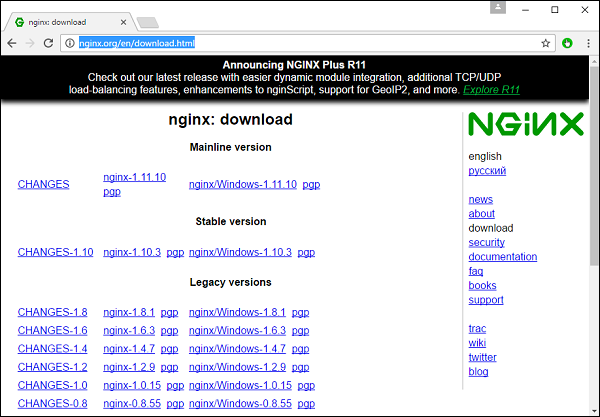 nginx: download
nginx.org/en/download.html
Announcing NGINX Plus R11
Check out our latest release with easier dynamic module integration, additional TCP/UDP
load-balancing features, enhancements to nginScript, support for GeoIP2, and more. Explore R11
nginx: download
Mainline version
CHANGES nginx-1.11.10 pgp nginx/Windows-1.11.10 pgp
Stable version
CHANGES-1.10 nginx-1.10.3 pgp nginx/Windows-1.10.3 pgp
Legacy versions
CHANGES-1.8 nginx-1.8.1 pgp nginx/Windows-1.8.1 pgp
CHANGES-1.6 nginx-1.6.3 pgp nginx/Windows-1.6.3 pgp
CHANGES-1.4 nginx-1.4.7 pgp nginx/Windows-1.4.7 pgp
CHANGES-1.2 nginx-1.2.9 pgp nginx/Windows-1.2.9 pgp
CHANGES-1.0 nginx-1.0.15 pgp nginx/Windows-1.0.15 pgp
CHANGES-0.8 nginx-0.8.55 pgp nginx/Windows-0.8.55 pgp
NGINX
english
русский
news
about
download
security
documentation
faq
books
support
trac
wiki
twitter
blog